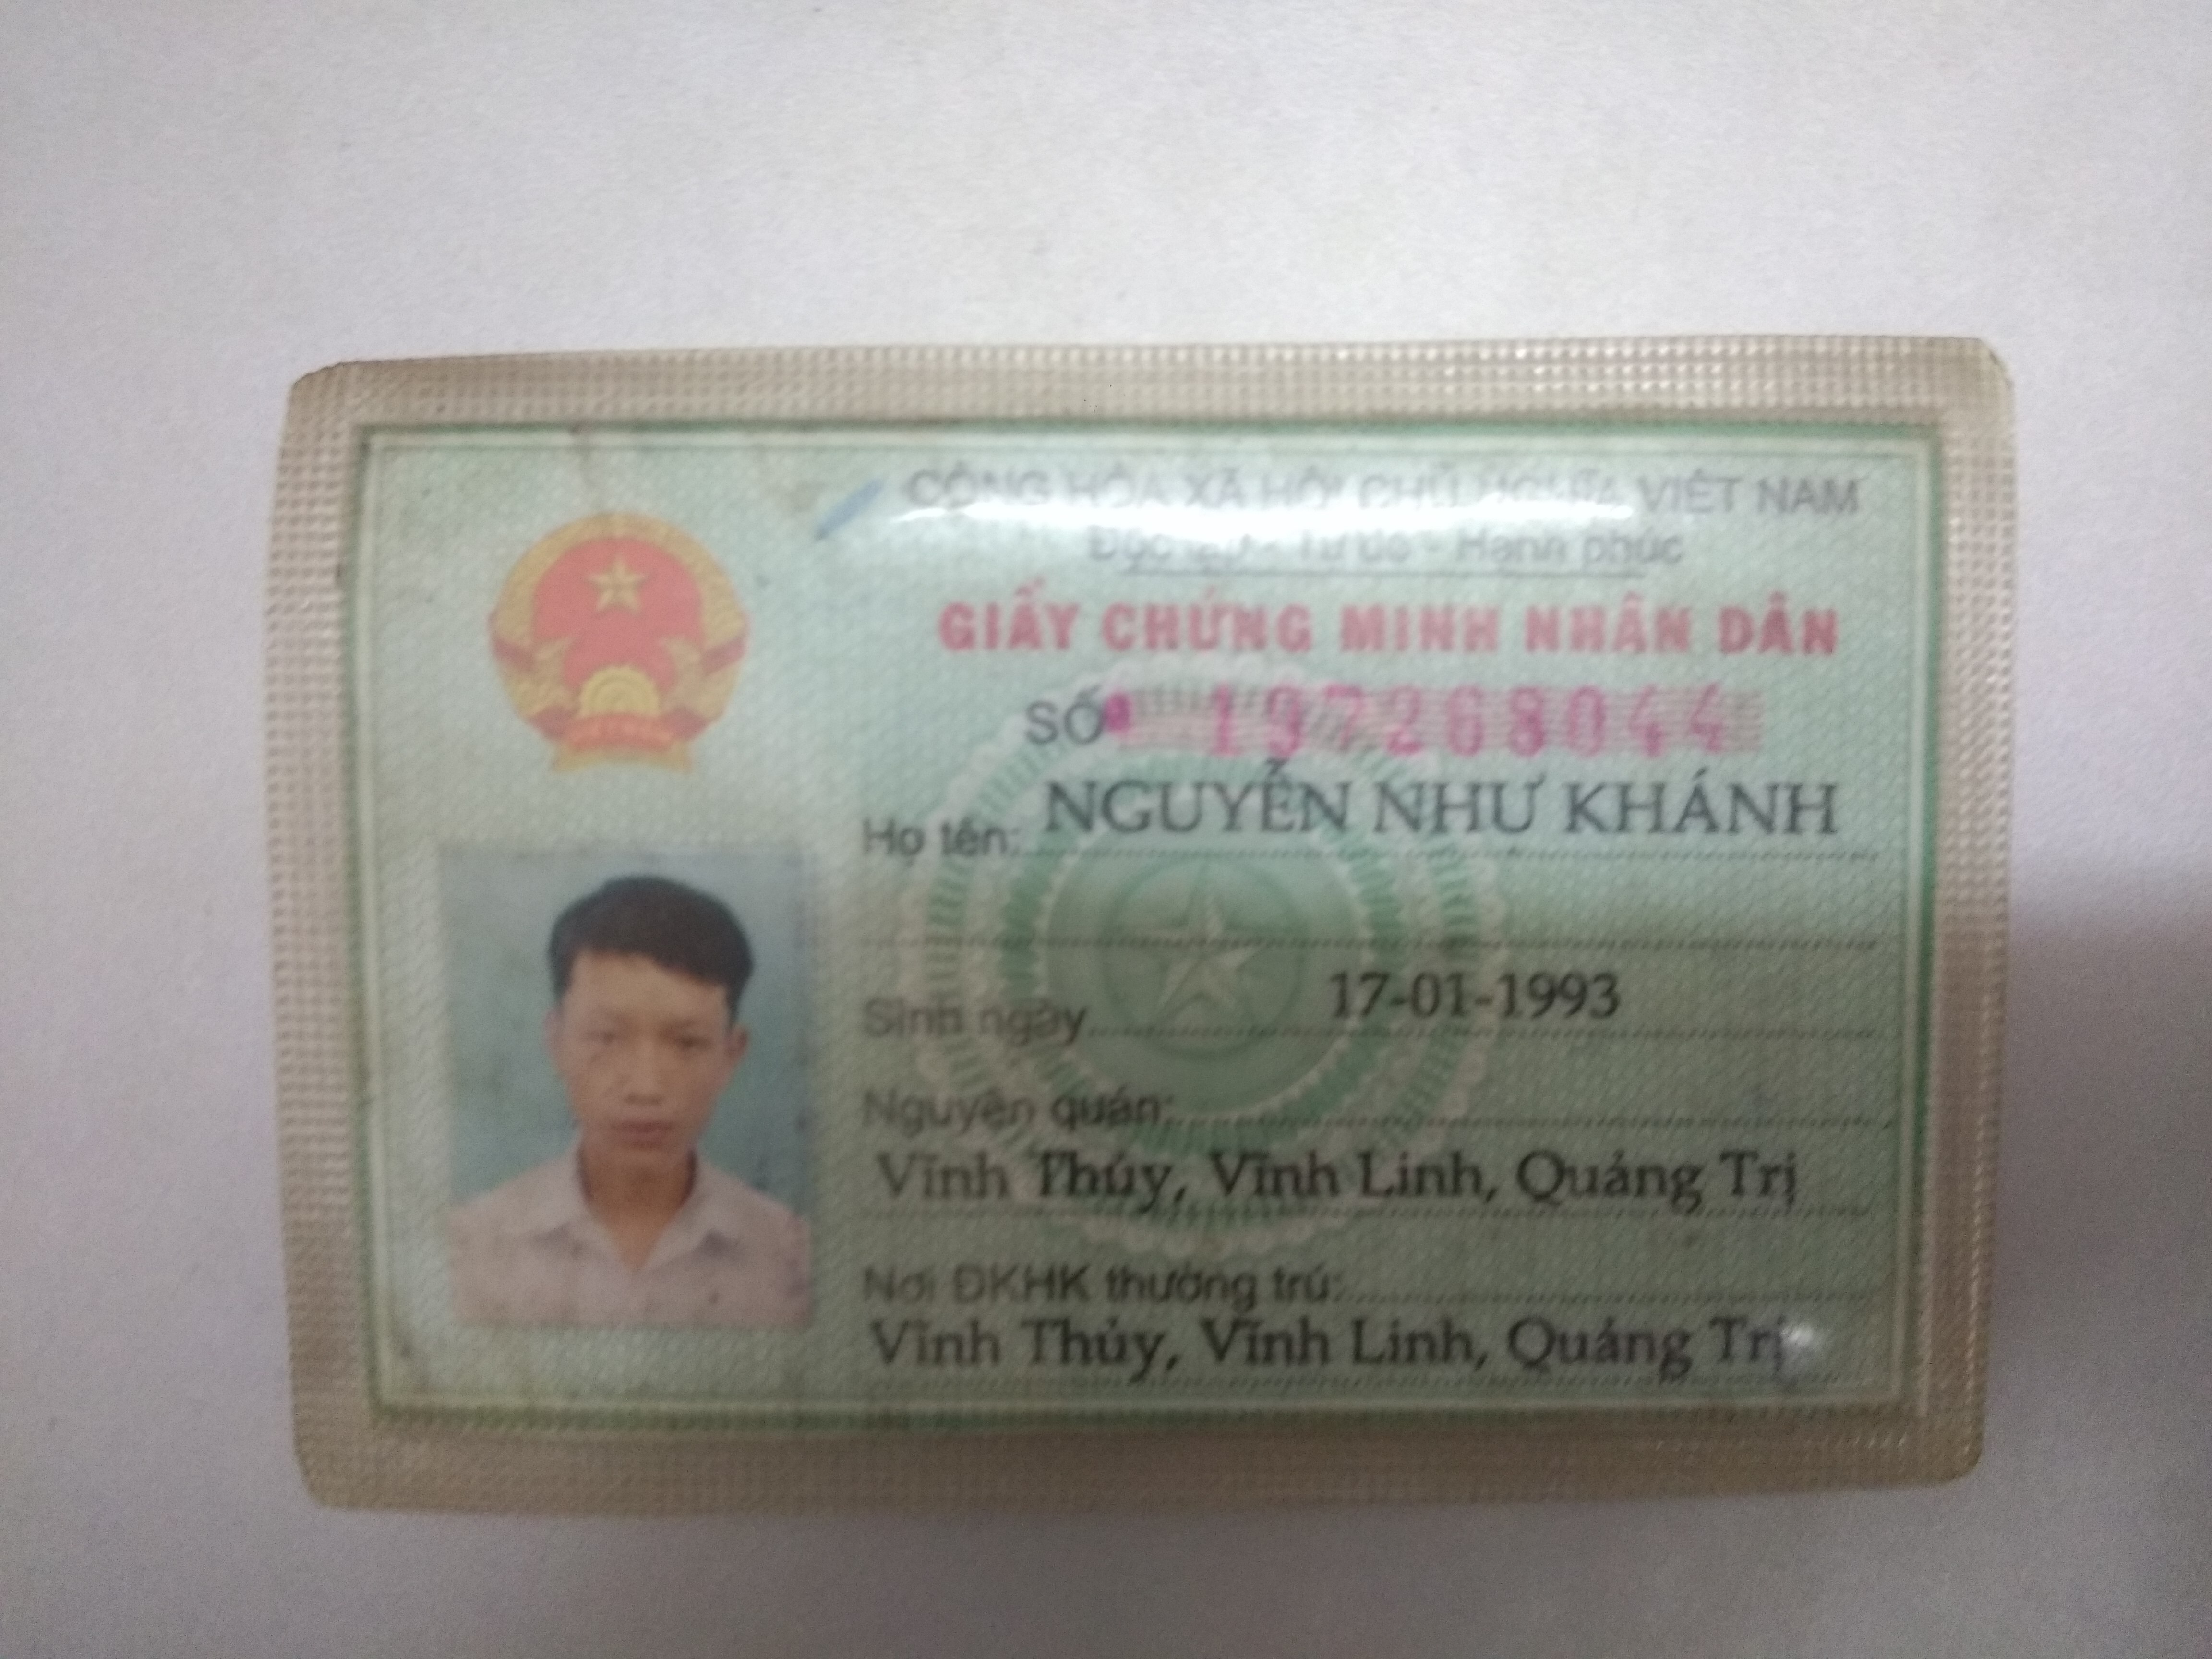 CỘNG HÒA XÃ HỘI CHỦ NGHĨA VIỆT NAM
Độc lập - Tự do - Hạnh phúc
GIẤY CHỨNG MINH NHÂN DÂN
SỐ 197268044
Họ tên: NGUYỄN NHƯ KHÁNH
Sinh ngày 17-01-1993
Nguyên quán:
Vĩnh Thủy, Vĩnh Linh, Quảng Trị
Nơi ĐKHK thường trú:
Vĩnh Thủy, Vĩnh Linh, Quảng Trị